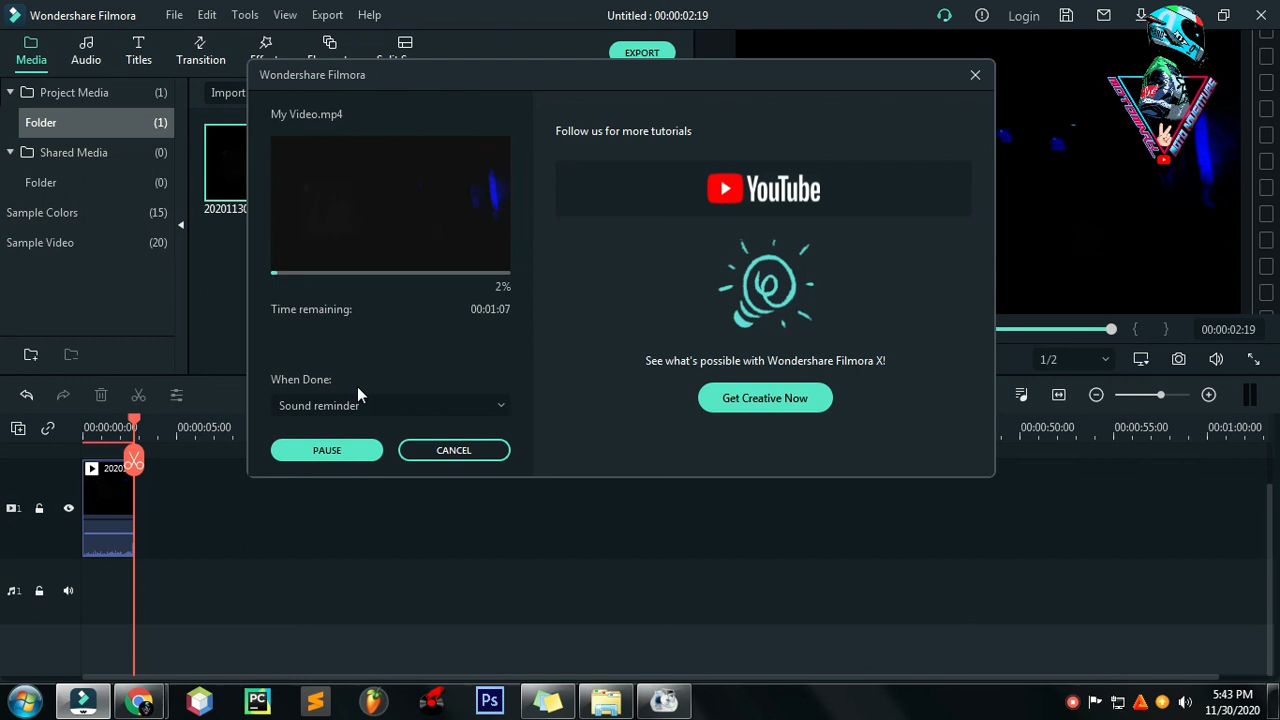 Wondershare Filmora
File
Edit
Tools
View
Export
Help
Untitled : 00:00:02:19
Login
Media
Audio
Titles
Transition
EXPORT
Project Media (1)
Folder (1)
Shared Media (0)
Folder (0)
Sample Colors (15)
Sample Video (20)
Import
Wondershare Filmora
My Video.mp4
2%
Time remaining: 00:01:07
When Done:
Sound reminder
PAUSE
CANCEL
Follow us for more tutorials
YouTube
See what's possible with Wondershare Filmora X!
Get Creative Now
20201130
00:00:02:19
1/2
00:00:00:00
00:00:05:00
00:00:50:00
00:00:55:00
00:01:00:00
1
1
PC
Ps
5:43 PM
11/30/2020